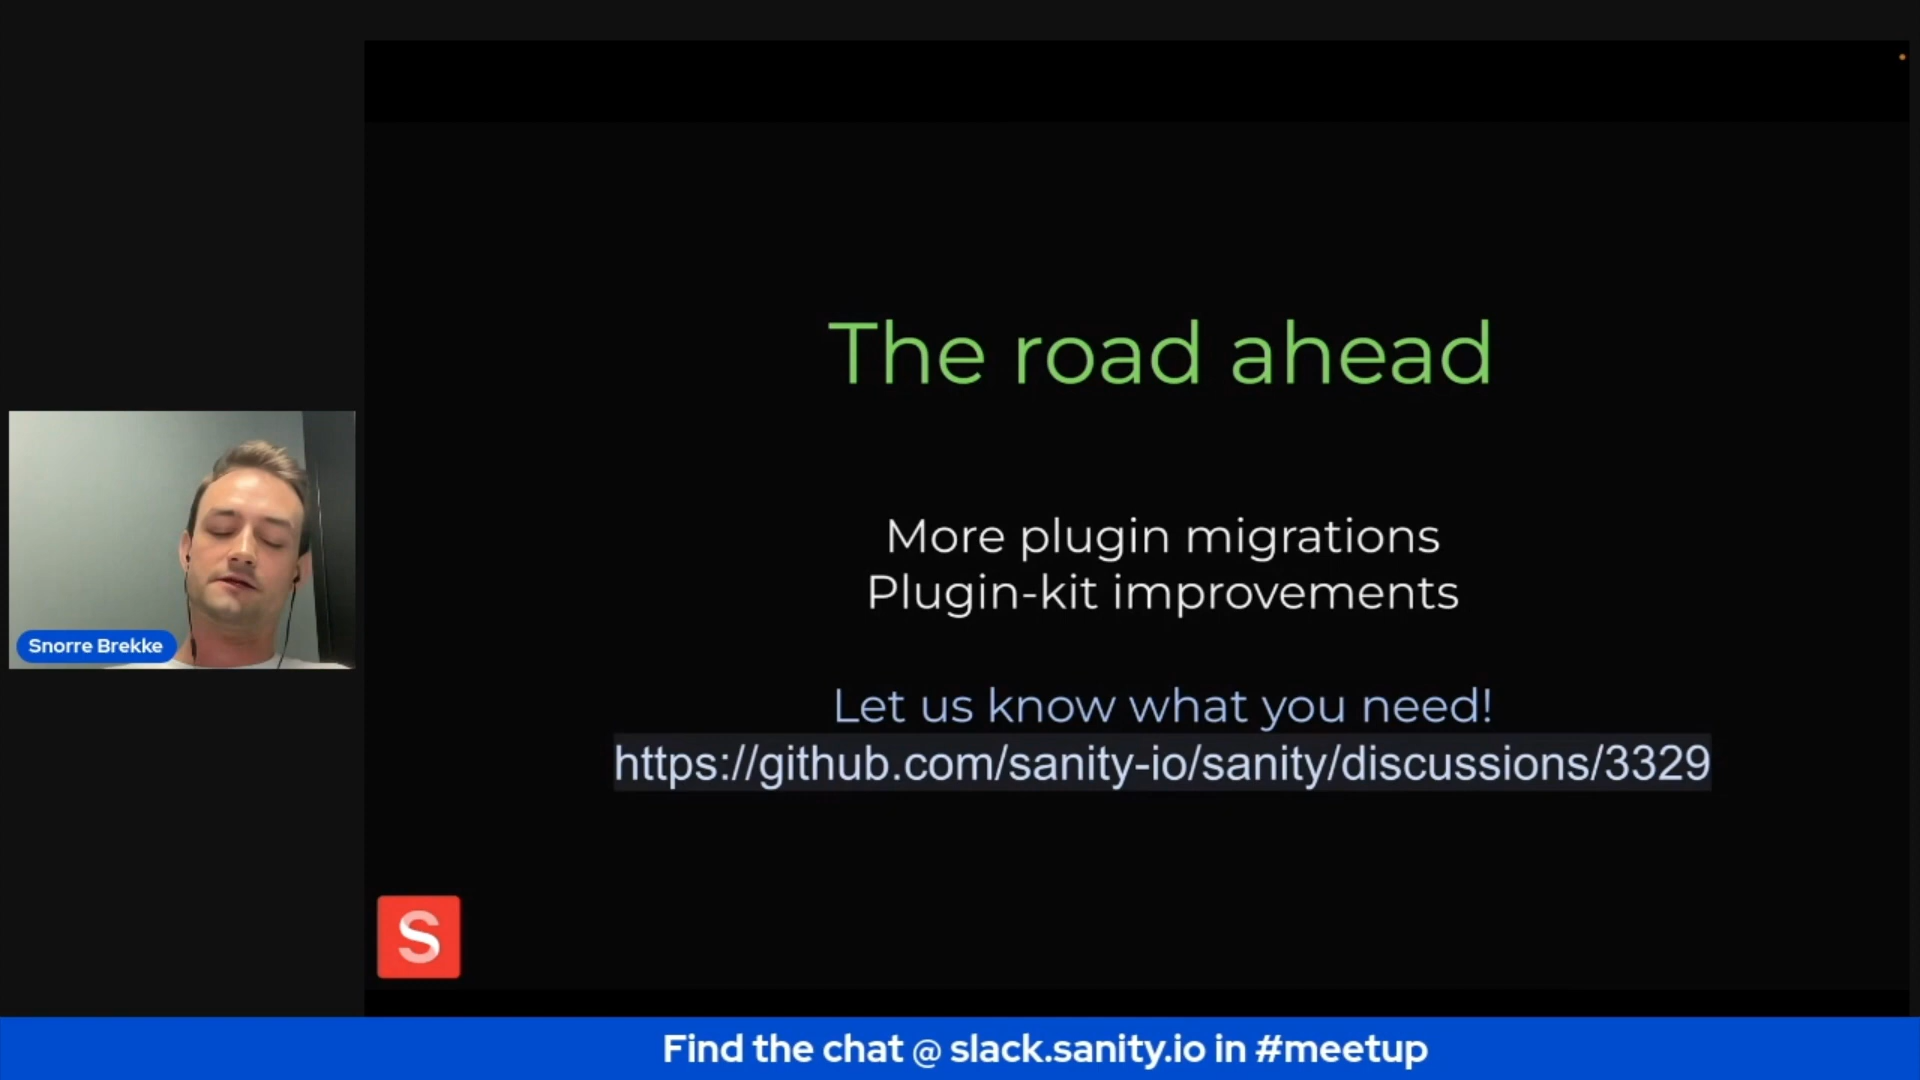 The road ahead
More plugin migrations
Plugin-kit improvements
Let us know what you need!
https://github.com/sanity-io/sanity/discussions/3329
Snorre Brekke
S
Find the chat @ slack.sanity.io in #meetup